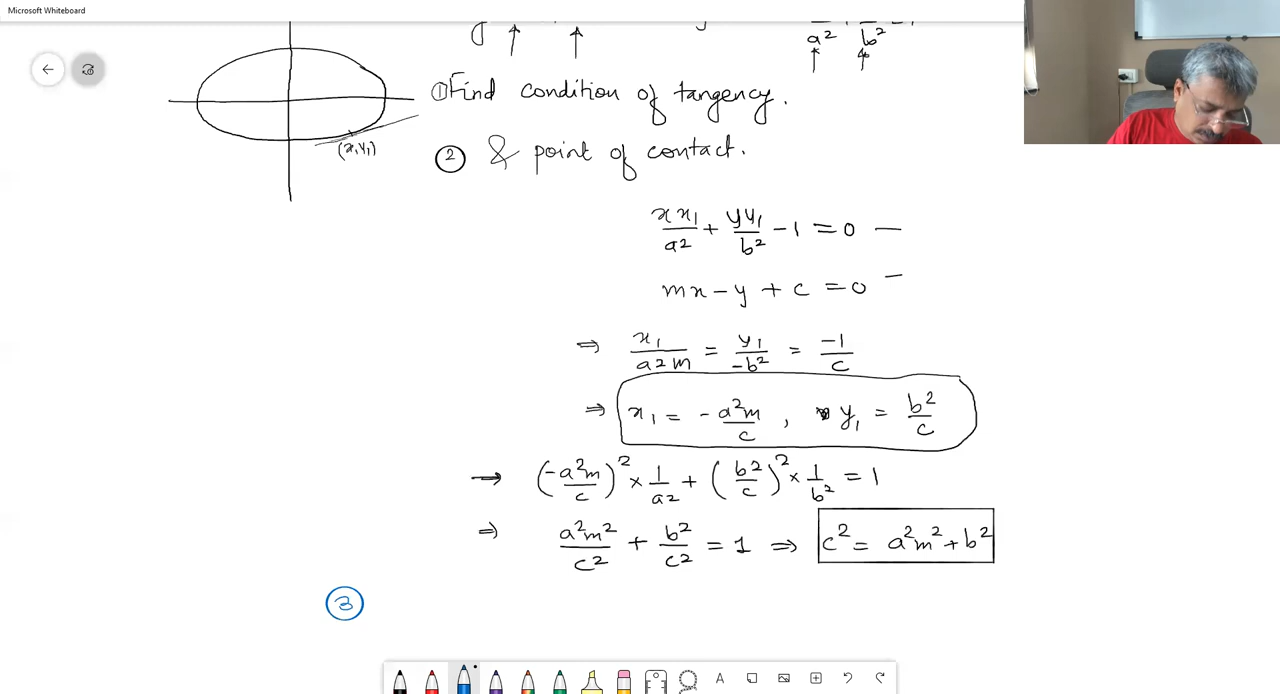 Microsoft Whiteboard
a² b²
① Find condition of tangency.
(x₁y₁)
② & point of contact.
xx₁/a² + yy₁/b² - 1 = 0 —
mx - y + c = 0 —
⇒ x₁/a²m = y₁/-b² = -1/c
⇒ x₁ = -a²m/c , y₁ = b²/c
→ (-a²m/c)² × 1/a² + (b²/c)² × 1/b² = 1
⇒ a²m²/c² + b²/c² = 1 ⇒ c² = a²m² + b²
③
A